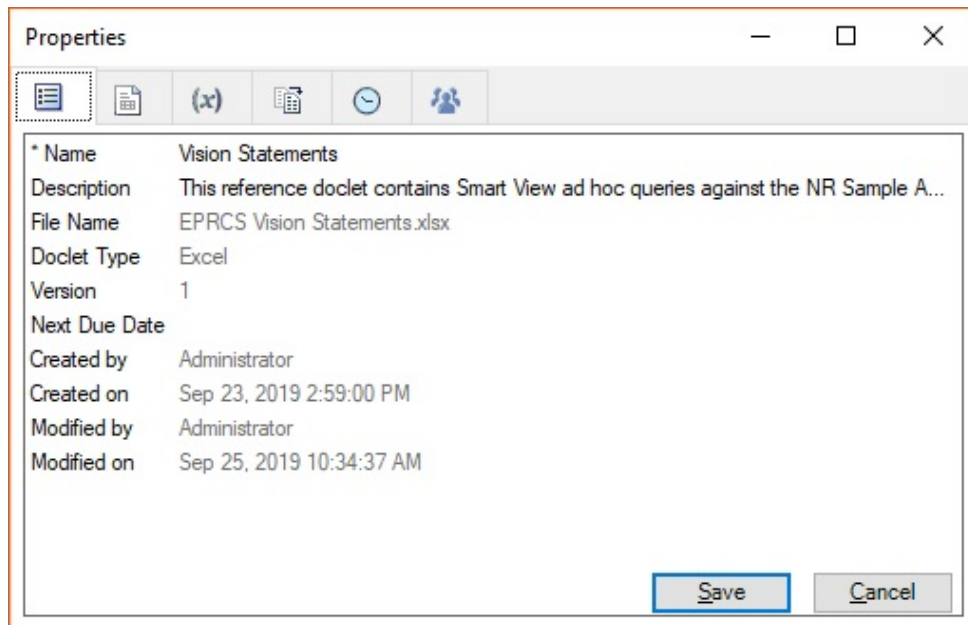 Properties
(x)
* Name Vision Statements
Description This reference doclet contains Smart View ad hoc queries against the NR Sample A...
File Name EPRCS Vision Statements.xlsx
Doclet Type Excel
Version 1
Next Due Date
Created by Administrator
Created on Sep 23, 2019 2:59:00 PM
Modified by Administrator
Modified on Sep 25, 2019 10:34:37 AM
Save Cancel